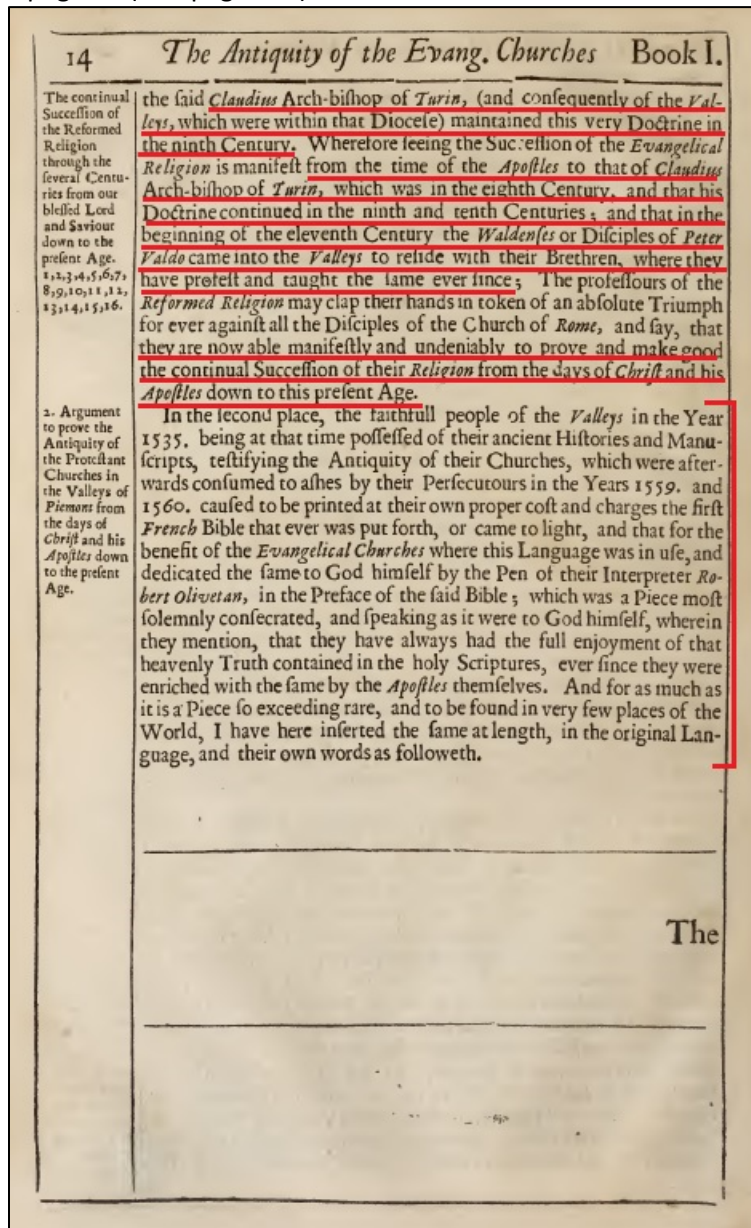 14 The Antiquity of the Evang. Churches Book I.
The continual
Succeſſion of
the Reformed
Religion
through the
ſeveral Centu-
ries from our
bleſſed Lord
and Saviour
down to the
preſent Age.
1,2,3,4,5,6,7,
8,9,10,11,12,
13,14,15,16.
the ſaid Claudius Arch-biſhop of Turin, (and conſequently of the Val-
leys, which were within that Dioceſe) maintained this very Doctrine in
the ninth Century. Wherefore ſeeing the Succeſſion of the Evangelical
Religion is manifeſt from the time of the Apoſtles to that of Claudius
Arch-biſhop of Turin, which was in the eighth Century, and that his
Doctrine continued in the ninth and tenth Centuries; and that in the
beginning of the eleventh Century the Waldenſes or Diſciples of Peter
Valdo came into the Valleys to reſide with their Brethren, where they
have profeſt and taught the ſame ever ſince; The profeſſours of the
Reformed Religion may clap their hands in token of an abſolute Triumph
for ever againſt all the Diſciples of the Church of Rome, and ſay, that
they are now able manifeſtly and undeniably to prove and make good
the continual Succeſſion of their Religion from the days of Chriſt and his
Apoſtles down to this preſent Age.
2. Argument
to prove the
Antiquity of
the Proteſtant
Churches in
the Valleys of
Piemont from
the days of
Chriſt and his
Apoſtles down
to the preſent
Age.
In the ſecond place, the faithfull people of the Valleys in the Year
1535. being at that time poſſeſſed of their ancient Hiſtories and Manu-
ſcripts, teſtifying the Antiquity of their Churches, which were after-
wards conſumed to aſhes by their Perſecutours in the Years 1559. and
1560. cauſed to be printed at their own proper coſt and charges the firſt
French Bible that ever was put forth, or came to light, and that for the
benefit of the Evangelical Churches where this Language was in uſe, and
dedicated the ſame to God himſelf by the Pen of their Interpreter Ro-
bert Olivetan, in the Preface of the ſaid Bible; which was a Piece moſt
ſolemnly conſecrated, and ſpeaking as it were to God himſelf, wherein
they mention, that they have always had the full enjoyment of that
heavenly Truth contained in the holy Scriptures, ever ſince they were
enriched with the ſame by the Apoſtles themſelves. And for as much as
it is a Piece ſo exceeding rare, and to be found in very few places of the
World, I have here inſerted the ſame at length, in the original Lan-
guage, and their own words as followeth.
The